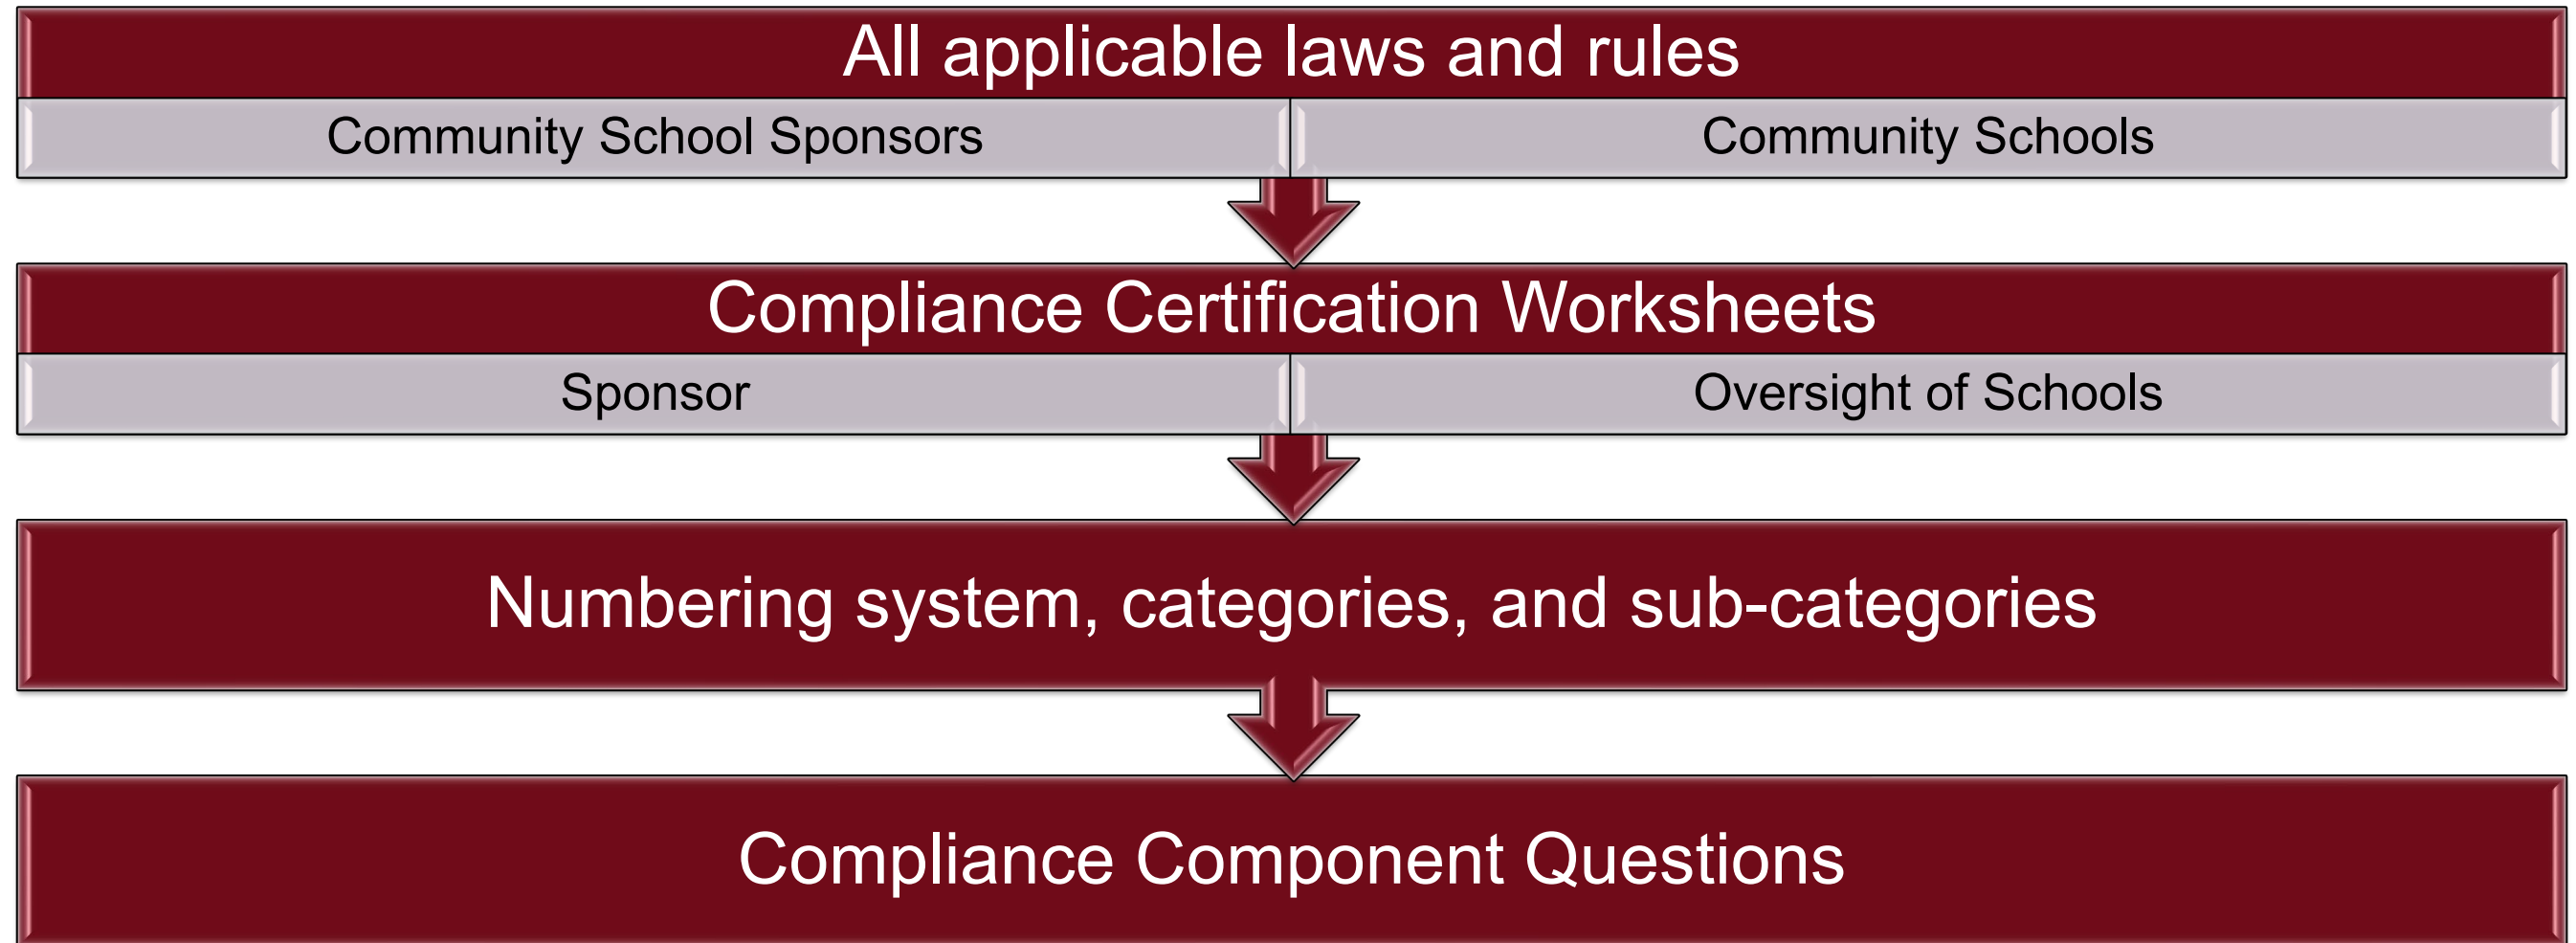 All applicable laws and rules
Community School Sponsors
Community Schools
Compliance Certification Worksheets
Sponsor
Oversight of Schools
Numbering system, categories, and sub-categories
Compliance Component Questions